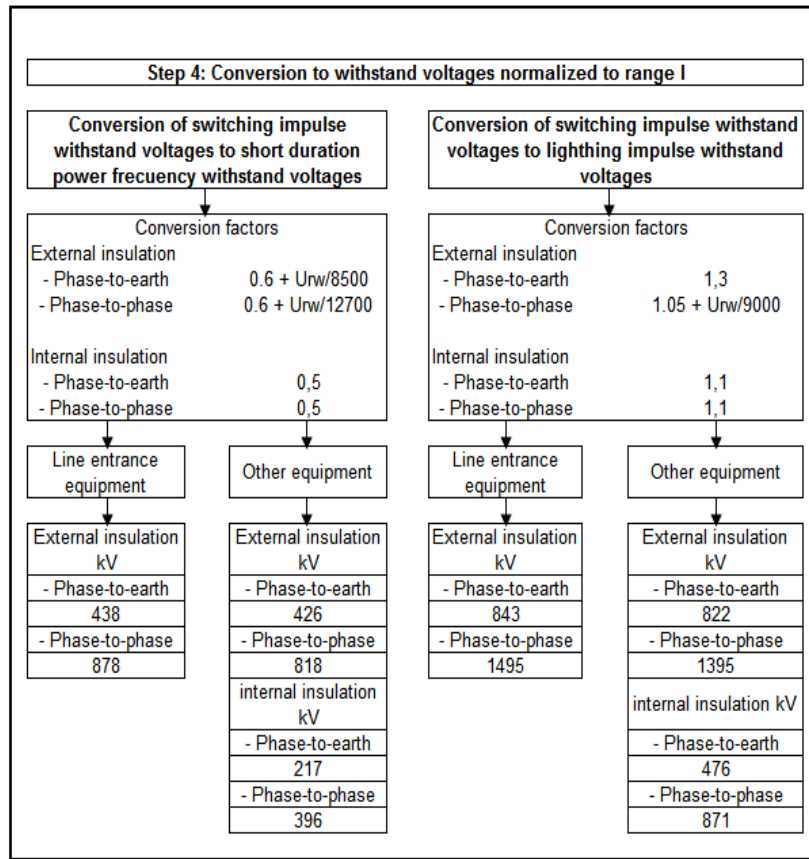 Step 4: Conversion to withstand voltages normalized to range I
Conversion of switching impulse
withstand voltages to short duration
power frecuency withstand voltages
Conversion factors
External insulation
- Phase-to-earth 0.6 + Urw/8500
- Phase-to-phase 0.6 + Urw/12700
Internal insulation
- Phase-to-earth 0,5
- Phase-to-phase 0,5
Line entrance
equipment
External insulation
kV
- Phase-to-earth
438
- Phase-to-phase
878
Other equipment
External insulation
kV
- Phase-to-earth
426
- Phase-to-phase
818
internal insulation
kV
- Phase-to-earth
217
- Phase-to-phase
396
Conversion of switching impulse withstand
voltages to lighthing impulse withstand
voltages
Conversion factors
External insulation
- Phase-to-earth 1,3
- Phase-to-phase 1.05 + Urw/9000
Internal insulation
- Phase-to-earth 1,1
- Phase-to-phase 1,1
Line entrance
equipment
External insulation
kV
- Phase-to-earth
843
- Phase-to-phase
1495
Other equipment
External insulation
kV
- Phase-to-earth
822
- Phase-to-phase
1395
internal insulation kV
- Phase-to-earth
476
- Phase-to-phase
871